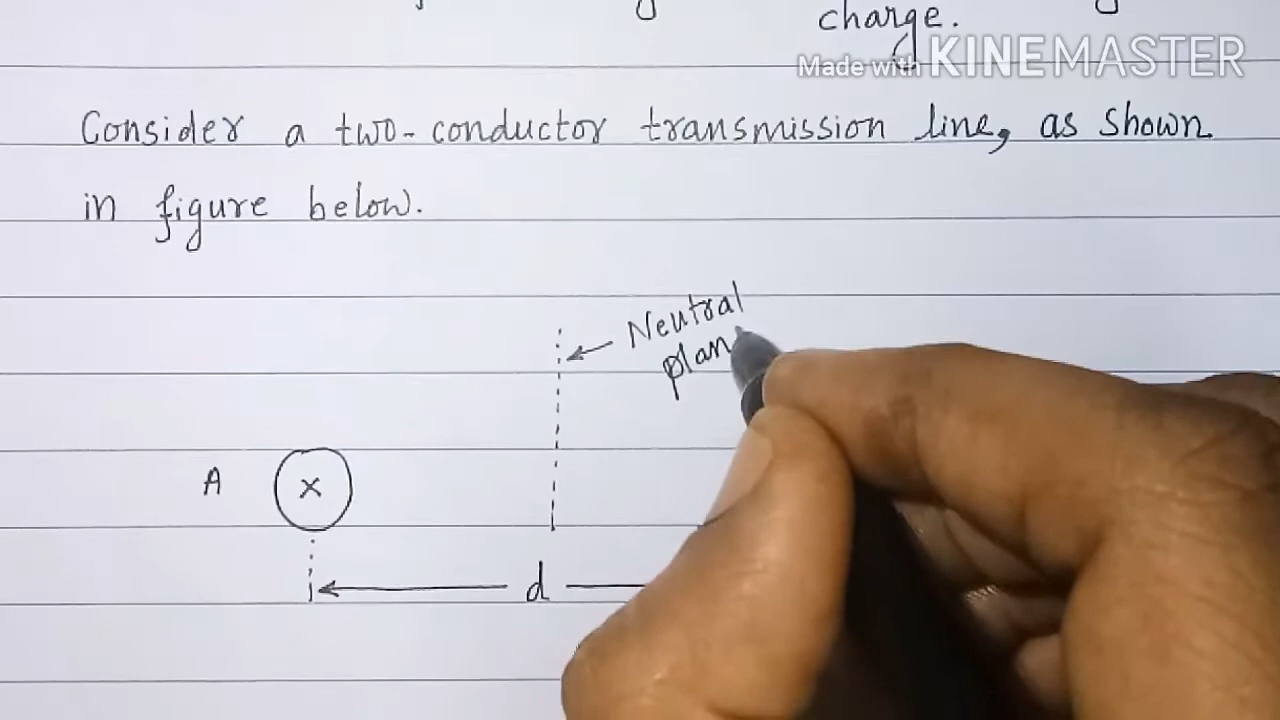 charge.
Made with KINEMASTER
Consider a two-conductor transmission line, as shown
in figure below.
Neutral
plan
A
x
d